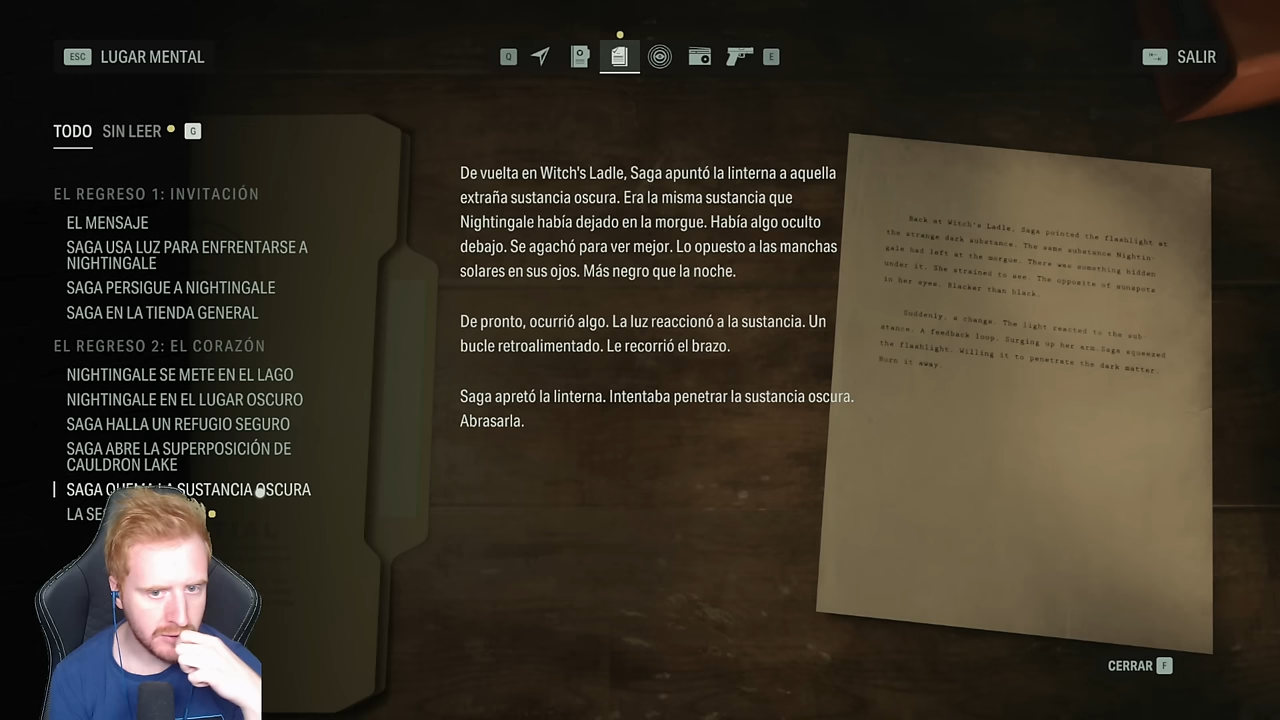 ESC LUGAR MENTAL
Q
E
SALIR
TODO SIN LEER G
EL REGRESO 1: INVITACIÓN
EL MENSAJE
SAGA USA LUZ PARA ENFRENTARSE A
NIGHTINGALE
SAGA PERSIGUE A NIGHTINGALE
SAGA EN LA TIENDA GENERAL
EL REGRESO 2: EL CORAZÓN
NIGHTINGALE SE METE EN EL LAGO
NIGHTINGALE EN EL LUGAR OSCURO
SAGA HALLA UN REFUGIO SEGURO
SAGA ABRE LA SUPERPOSICIÓN DE
CAULDRON LAKE
SAGA QUEMA LA SUSTANCIA OSCURA
LA
De vuelta en Witch's Ladle, Saga apuntó la linterna a aquella
extraña sustancia oscura. Era la misma sustancia que
Nightingale había dejado en la morgue. Había algo oculto
debajo. Se agachó para ver mejor. Lo opuesto a las manchas
solares en sus ojos. Más negro que la noche.
De pronto, ocurrió algo. La luz reaccionó a la sustancia. Un
bucle retroalimentado. Le recorrió el brazo.
Saga apretó la linterna. Intentaba penetrar la sustancia oscura.
Abrasarla.
Back at Witch's Ladle, Saga pointed the flashlight at
the strange dark substance. The same substance Nightin-
gale had left at the morgue. There was something hidden
under it. She strained to see. The opposite of sunspots
in her eyes. Blacker than black.
Suddenly, a change. The light reacted to the sub-
stance. A feedback loop. Surging up her arm. Saga squeezed
the flashlight. Willing it to penetrate the dark matter.
Burn it away.
CERRAR F